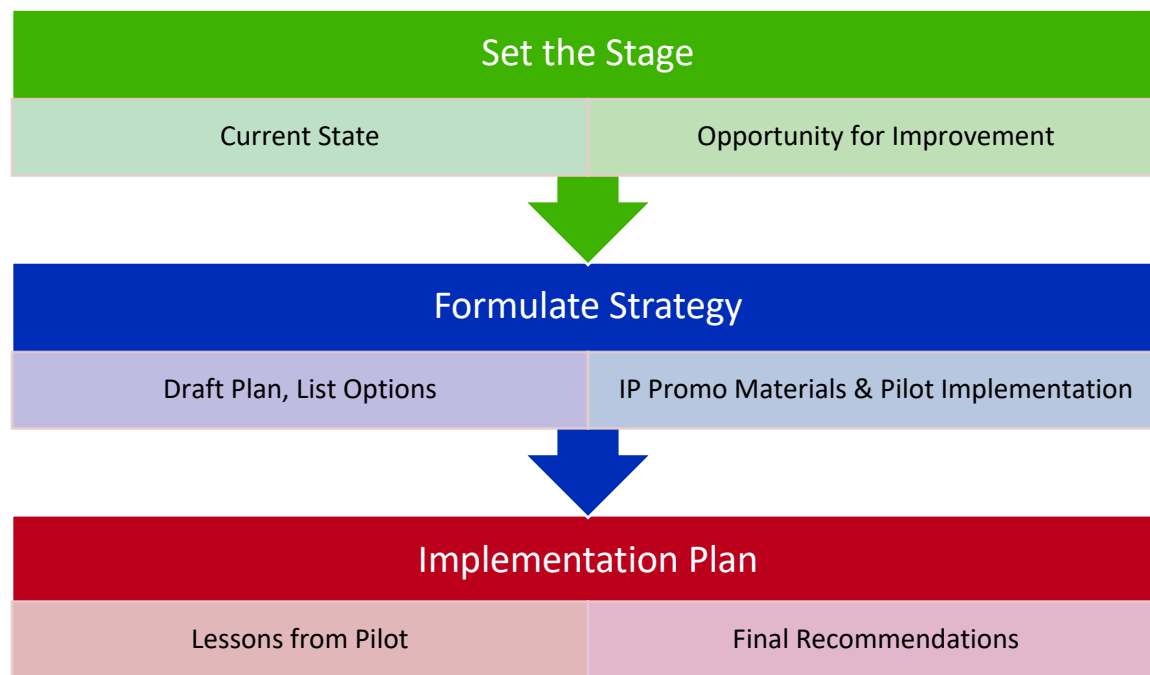 Set the Stage
Current State
Opportunity for Improvement
Formulate Strategy
Draft Plan, List Options
IP Promo Materials & Pilot Implementation
Implementation Plan
Lessons from Pilot
Final Recommendations